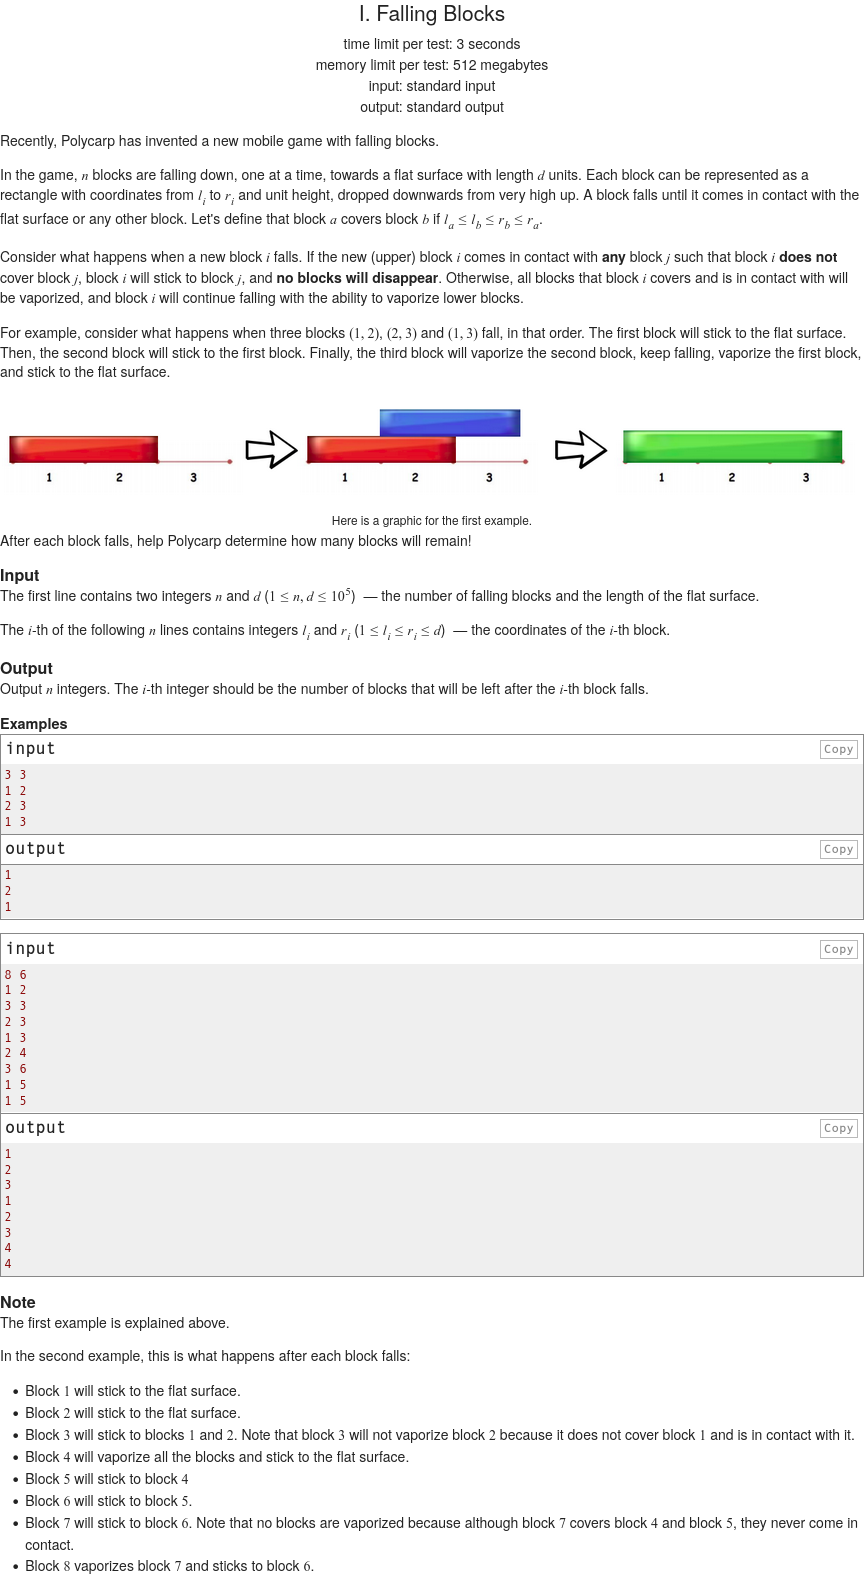 I. Falling Blocks
time limit per test: 3 seconds
memory limit per test: 512 megabytes
input: standard input
output: standard output
Recently, Polycarp has invented a new mobile game with falling blocks.
In the game, n blocks are falling down, one at a time, towards a flat surface with length d units. Each block can be represented as a
rectangle with coordinates from l_i to r_i and unit height, dropped downwards from very high up. A block falls until it comes in contact with the
flat surface or any other block. Let's define that block a covers block b if l_a ≤ l_b ≤ r_b ≤ r_a.
Consider what happens when a new block i falls. If the new (upper) block i comes in contact with any block j such that block i does not
cover block j, block i will stick to block j, and no blocks will disappear. Otherwise, all blocks that block i covers and is in contact with will
be vaporized, and block i will continue falling with the ability to vaporize lower blocks.
For example, consider what happens when three blocks (1, 2), (2, 3) and (1, 3) fall, in that order. The first block will stick to the flat surface.
Then, the second block will stick to the first block. Finally, the third block will vaporize the second block, keep falling, vaporize the first block,
and stick to the flat surface.
1 2 3 1 2 3 1 2 3
Here is a graphic for the first example.
After each block falls, help Polycarp determine how many blocks will remain!
Input
The first line contains two integers n and d (1 ≤ n, d ≤ 10^5) — the number of falling blocks and the length of the flat surface.
The i-th of the following n lines contains integers l_i and r_i (1 ≤ l_i ≤ r_i ≤ d) — the coordinates of the i-th block.
Output
Output n integers. The i-th integer should be the number of blocks that will be left after the i-th block falls.
Examples
input Copy
3 3
1 2
2 3
1 3
output Copy
1
2
1
input Copy
8 6
1 2
3 3
2 3
1 3
2 4
3 6
1 5
1 5
output Copy
1
2
3
1
2
3
4
4
Note
The first example is explained above.
In the second example, this is what happens after each block falls:
• Block 1 will stick to the flat surface.
• Block 2 will stick to the flat surface.
• Block 3 will stick to blocks 1 and 2. Note that block 3 will not vaporize block 2 because it does not cover block 1 and is in contact with it.
• Block 4 will vaporize all the blocks and stick to the flat surface.
• Block 5 will stick to block 4
• Block 6 will stick to block 5.
• Block 7 will stick to block 6. Note that no blocks are vaporized because although block 7 covers block 4 and block 5, they never come in
contact.
• Block 8 vaporizes block 7 and sticks to block 6.